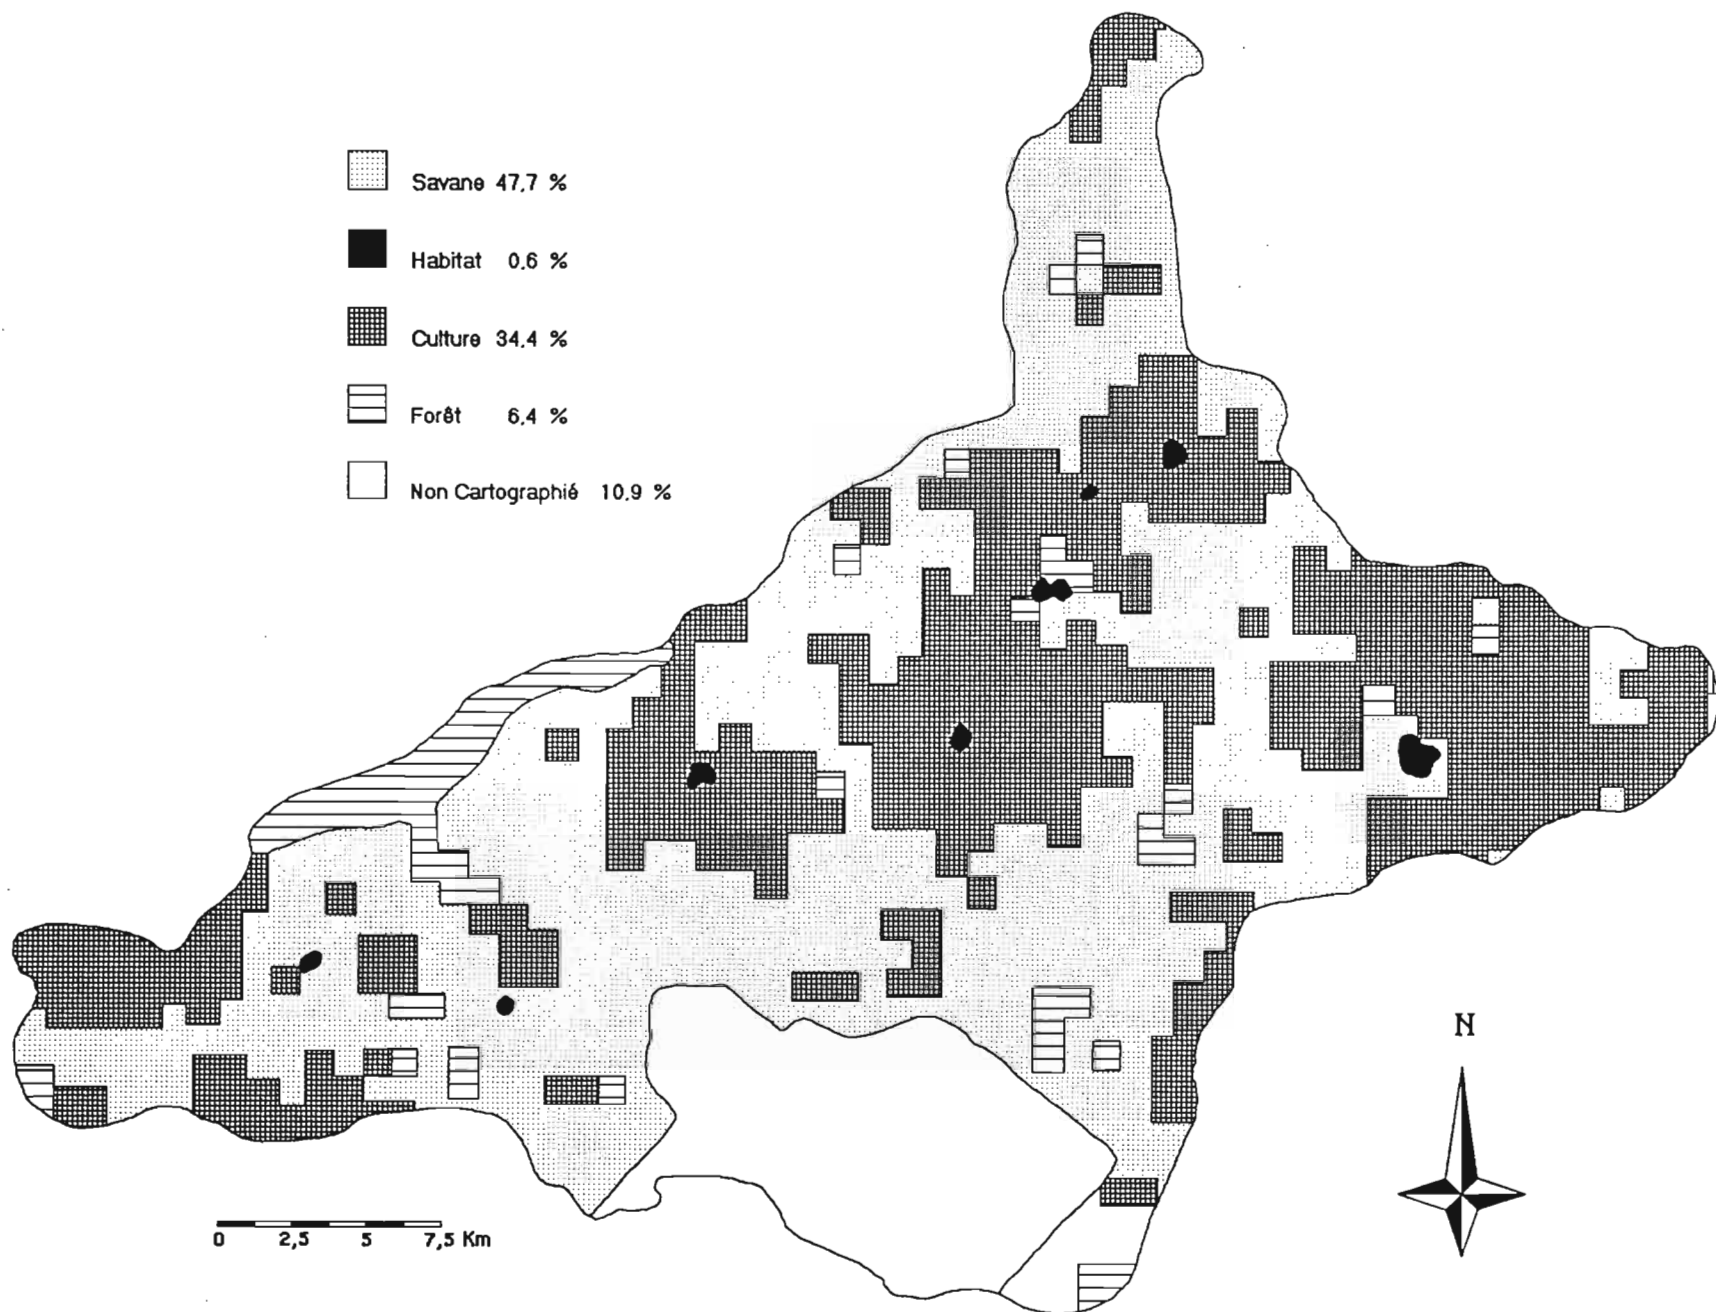 Savane 47,7 %
Habitat 0,6 %
Culture 34,4 %
Forêt 6,4 %
Non Cartographié 10,9 %
N
0 2,5 5 7,5 Km